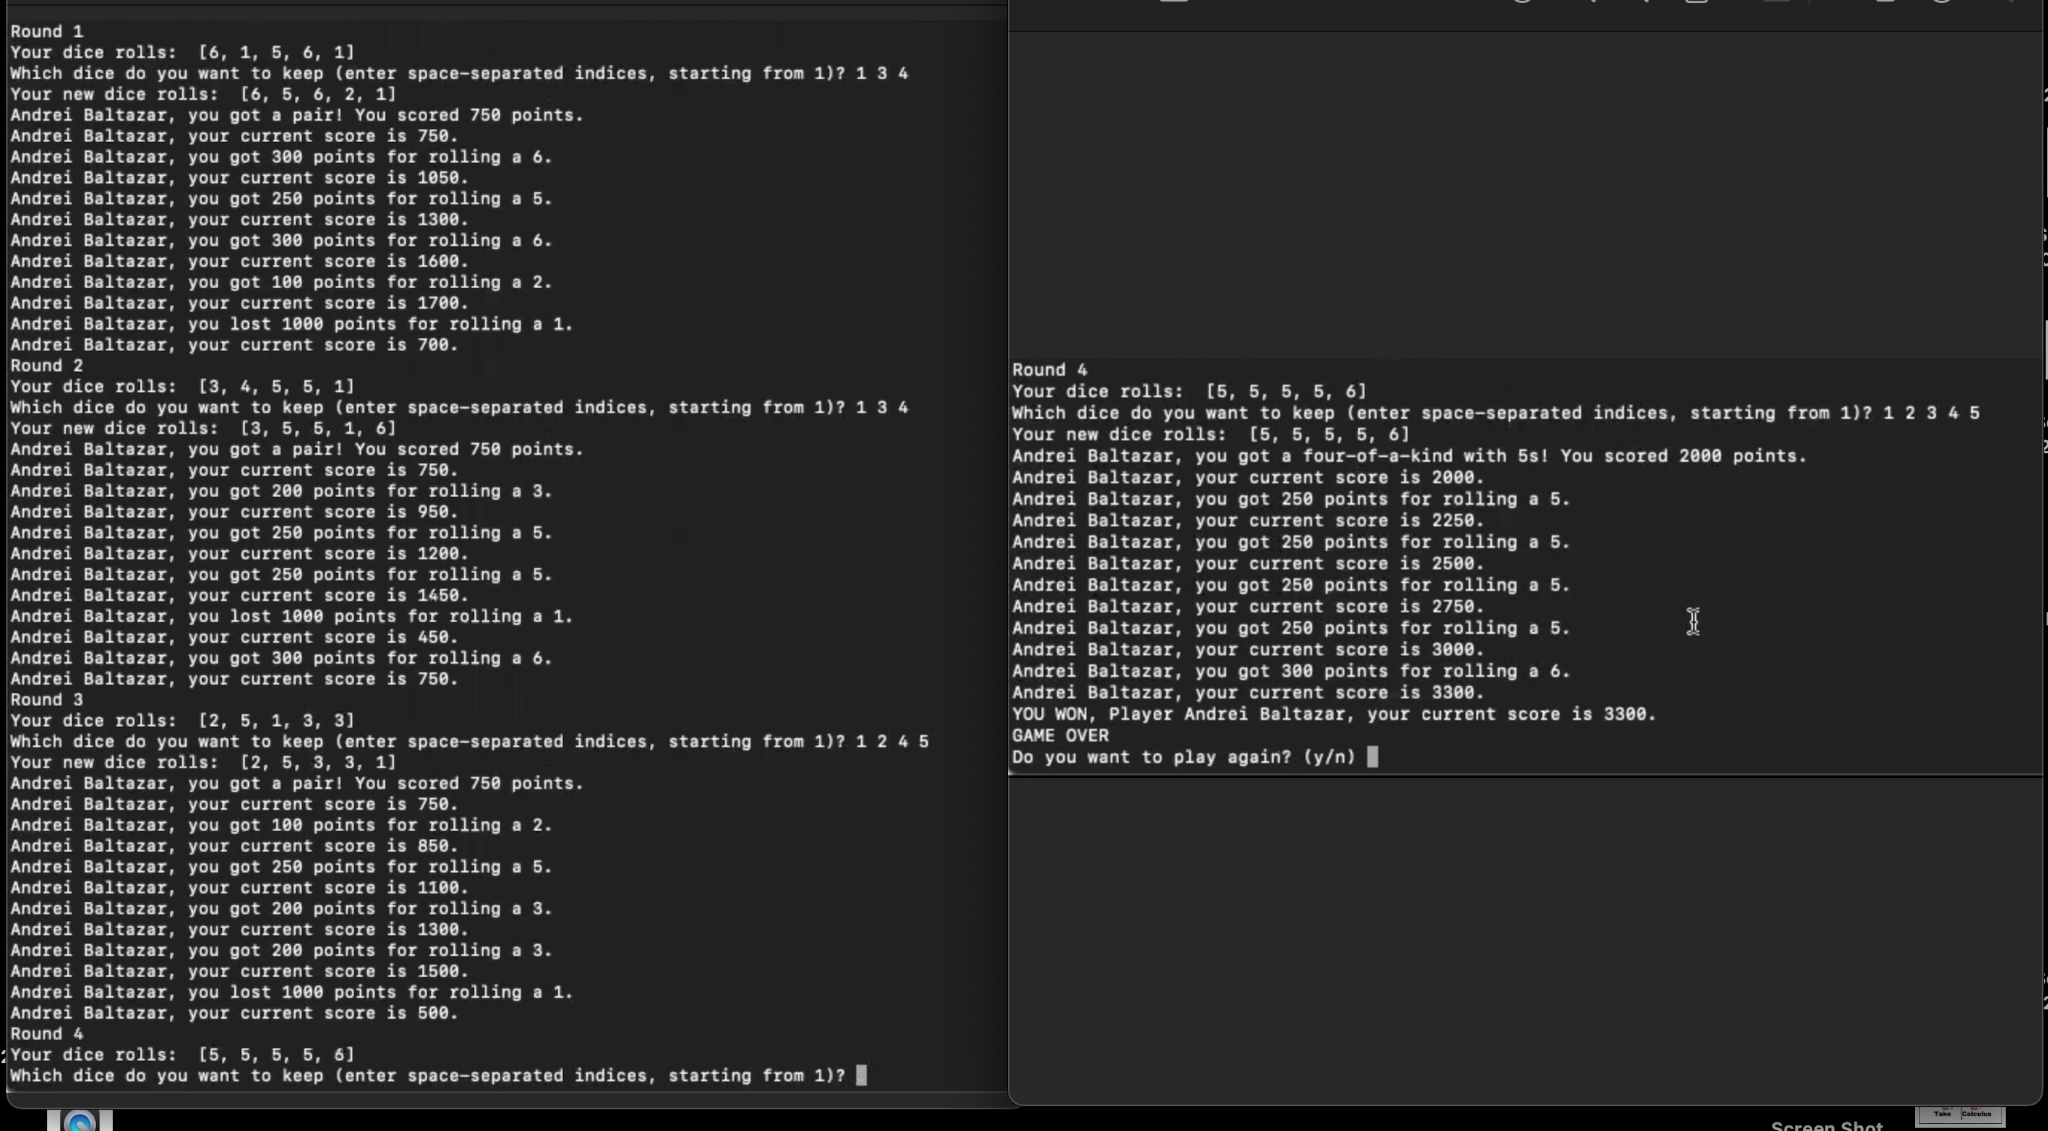 Round 1
Your dice rolls:  [6, 1, 5, 6, 1]
Which dice do you want to keep (enter space-separated indices, starting from 1)? 1 3 4
Your new dice rolls:  [6, 5, 6, 2, 1]
Andrei Baltazar, you got a pair! You scored 750 points.
Andrei Baltazar, your current score is 750.
Andrei Baltazar, you got 300 points for rolling a 6.
Andrei Baltazar, your current score is 1050.
Andrei Baltazar, you got 250 points for rolling a 5.
Andrei Baltazar, your current score is 1300.
Andrei Baltazar, you got 300 points for rolling a 6.
Andrei Baltazar, your current score is 1600.
Andrei Baltazar, you got 100 points for rolling a 2.
Andrei Baltazar, your current score is 1700.
Andrei Baltazar, you lost 1000 points for rolling a 1.
Andrei Baltazar, your current score is 700.
Round 2
Your dice rolls:  [3, 4, 5, 5, 1]
Which dice do you want to keep (enter space-separated indices, starting from 1)? 1 3 4
Your new dice rolls:  [3, 5, 5, 1, 6]
Andrei Baltazar, you got a pair! You scored 750 points.
Andrei Baltazar, your current score is 750.
Andrei Baltazar, you got 200 points for rolling a 3.
Andrei Baltazar, your current score is 950.
Andrei Baltazar, you got 250 points for rolling a 5.
Andrei Baltazar, your current score is 1200.
Andrei Baltazar, you got 250 points for rolling a 5.
Andrei Baltazar, your current score is 1450.
Andrei Baltazar, you lost 1000 points for rolling a 1.
Andrei Baltazar, your current score is 450.
Andrei Baltazar, you got 300 points for rolling a 6.
Andrei Baltazar, your current score is 750.
Round 3
Your dice rolls:  [2, 5, 1, 3, 3]
Which dice do you want to keep (enter space-separated indices, starting from 1)? 1 2 4 5
Your new dice rolls:  [2, 5, 3, 3, 1]
Andrei Baltazar, you got a pair! You scored 750 points.
Andrei Baltazar, your current score is 750.
Andrei Baltazar, you got 100 points for rolling a 2.
Andrei Baltazar, your current score is 850.
Andrei Baltazar, you got 250 points for rolling a 5.
Andrei Baltazar, your current score is 1100.
Andrei Baltazar, you got 200 points for rolling a 3.
Andrei Baltazar, your current score is 1300.
Andrei Baltazar, you got 200 points for rolling a 3.
Andrei Baltazar, your current score is 1500.
Andrei Baltazar, you lost 1000 points for rolling a 1.
Andrei Baltazar, your current score is 500.
Round 4
Your dice rolls:  [5, 5, 5, 5, 6]
Which dice do you want to keep (enter space-separated indices, starting from 1)?
Round 4
Your dice rolls:  [5, 5, 5, 5, 6]
Which dice do you want to keep (enter space-separated indices, starting from 1)? 1 2 3 4 5
Your new dice rolls:  [5, 5, 5, 5, 6]
Andrei Baltazar, you got a four-of-a-kind with 5s! You scored 2000 points.
Andrei Baltazar, your current score is 2000.
Andrei Baltazar, you got 250 points for rolling a 5.
Andrei Baltazar, your current score is 2250.
Andrei Baltazar, you got 250 points for rolling a 5.
Andrei Baltazar, your current score is 2500.
Andrei Baltazar, you got 250 points for rolling a 5.
Andrei Baltazar, your current score is 2750.
Andrei Baltazar, you got 250 points for rolling a 5.
Andrei Baltazar, your current score is 3000.
Andrei Baltazar, you got 300 points for rolling a 6.
Andrei Baltazar, your current score is 3300.
YOU WON, Player Andrei Baltazar, your current score is 3300.
GAME OVER
Do you want to play again? (y/n)
Take Calculus
Screen Shot